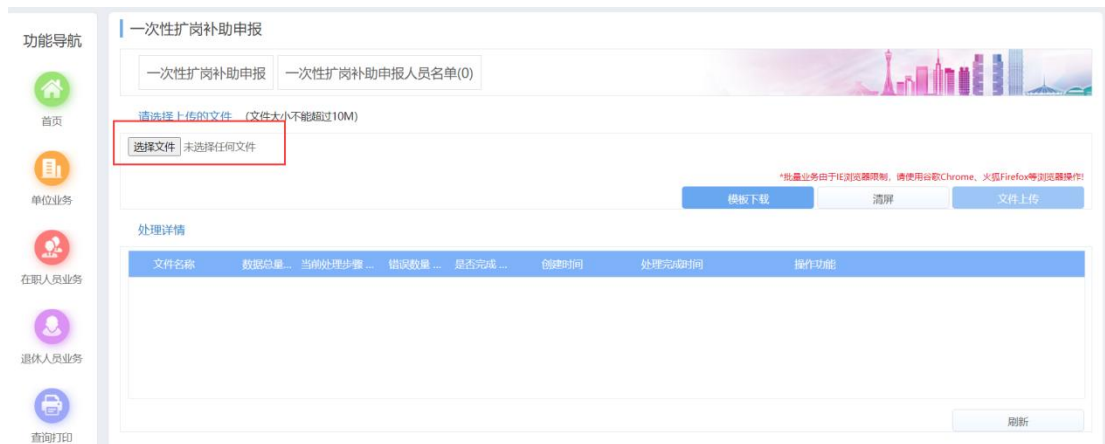 功能导航
首页
单位业务
在职人员业务
退休人员业务
查询打印
一次性扩岗补助申报
一次性扩岗补助申报 一次性扩岗补助申报人员名单(0)
请选择上传的文件 (文件大小不能超过10M)
选择文件 未选择任何文件
*批量业务由于IE浏览器限制，请使用谷歌Chrome、火狐Firefox等浏览器操作!
模板下载 清屏 文件上传
处理详情
文件名称 数据总量... 当前处理步骤 ... 错误数量 ... 是否完成 ... 创建时间 处理完成时间 操作功能
刷新